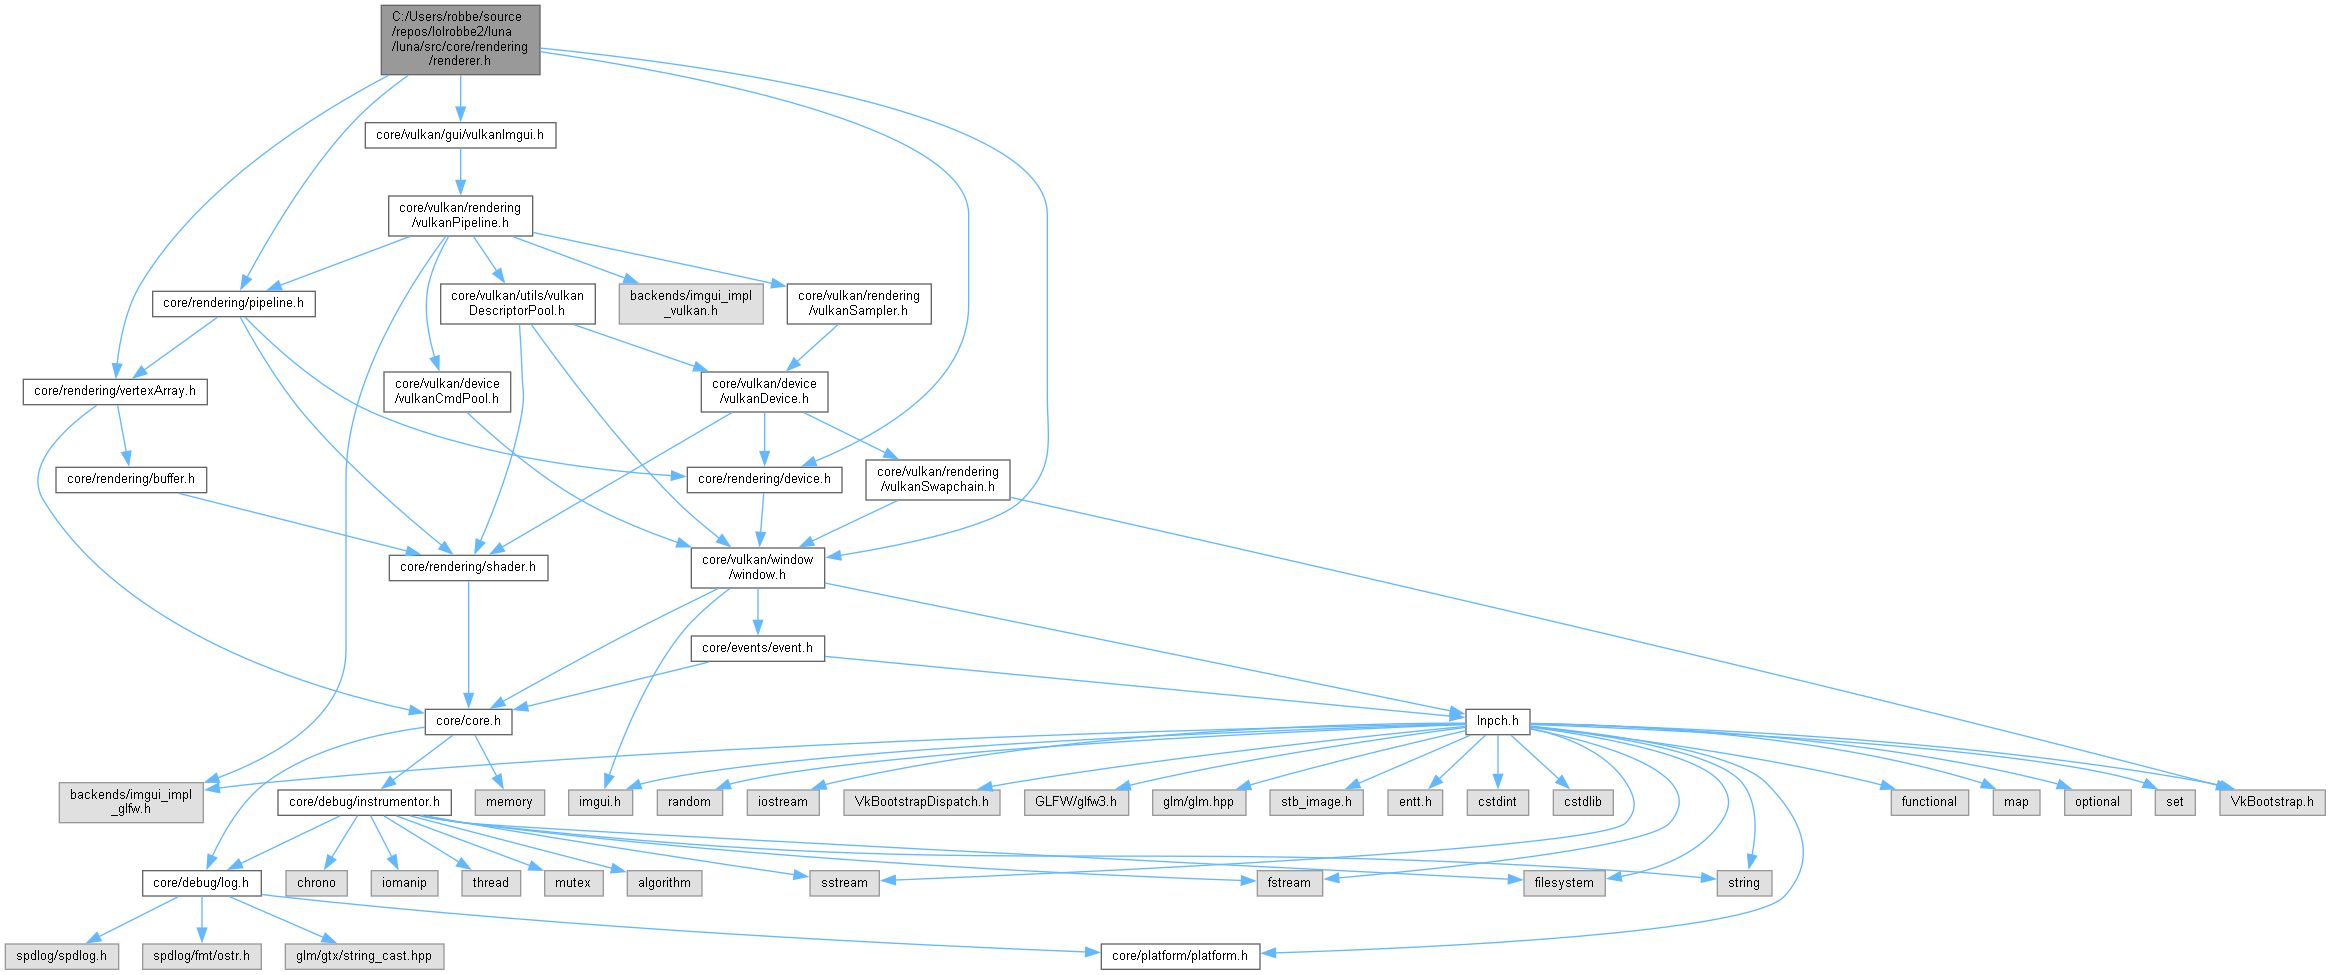 C:/Users/robbe/source
/repos/lolrobbe2/luna
/luna/src/core/rendering
/renderer.h
core/vulkan/gui/vulkanImgui.h
core/vulkan/rendering
/vulkanPipeline.h
core/rendering/pipeline.h
core/vulkan/utils/vulkan
DescriptorPool.h
backends/imgui_impl
_vulkan.h
core/vulkan/rendering
/vulkanSampler.h
core/rendering/vertexArray.h
core/vulkan/device
/vulkanCmdPool.h
core/vulkan/device
/vulkanDevice.h
core/rendering/buffer.h
core/rendering/device.h
core/vulkan/rendering
/vulkanSwapchain.h
core/rendering/shader.h
core/vulkan/window
/window.h
core/events/event.h
core/core.h
lnpch.h
backends/imgui_impl
_glfw.h
core/debug/instrumentor.h
memory
imgui.h
random
iostream
VkBootstrapDispatch.h
GLFW/glfw3.h
glm/glm.hpp
stb_image.h
entt.h
cstdint
cstdlib
functional
map
optional
set
VkBootstrap.h
core/debug/log.h
chrono
iomanip
thread
mutex
algorithm
sstream
fstream
filesystem
string
spdlog/spdlog.h
spdlog/fmt/ostr.h
glm/gtx/string_cast.hpp
core/platform/platform.h